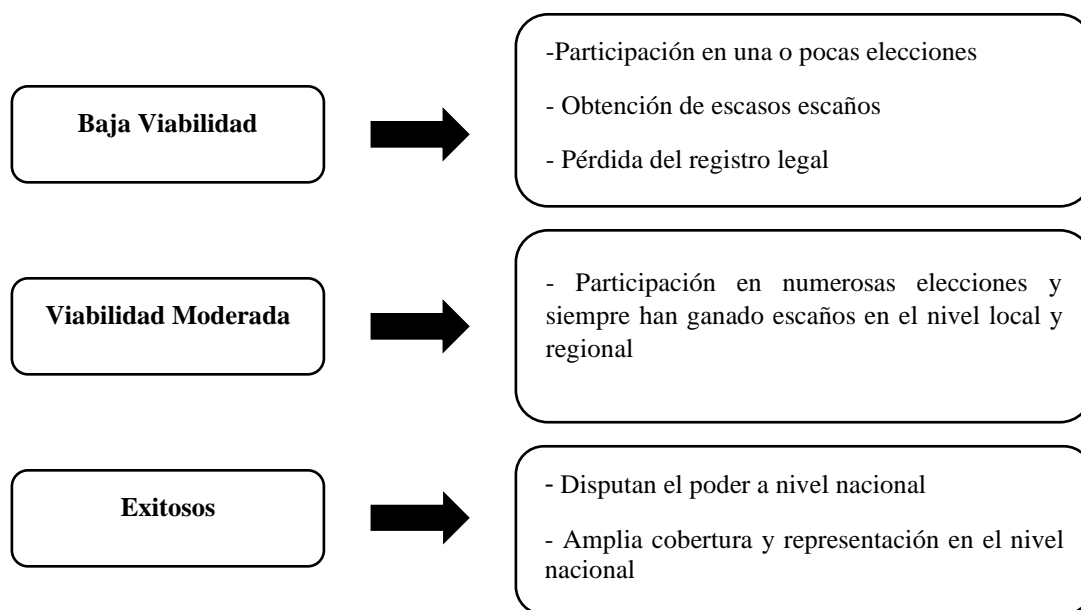 Baja Viabilidad
-Participación en una o pocas elecciones
- Obtención de escasos escaños
- Pérdida del registro legal
Viabilidad Moderada
- Participación en numerosas elecciones y
siempre han ganado escaños en el nivel local y
regional
Exitosos
- Disputan el poder a nivel nacional
- Amplia cobertura y representación en el nivel
nacional